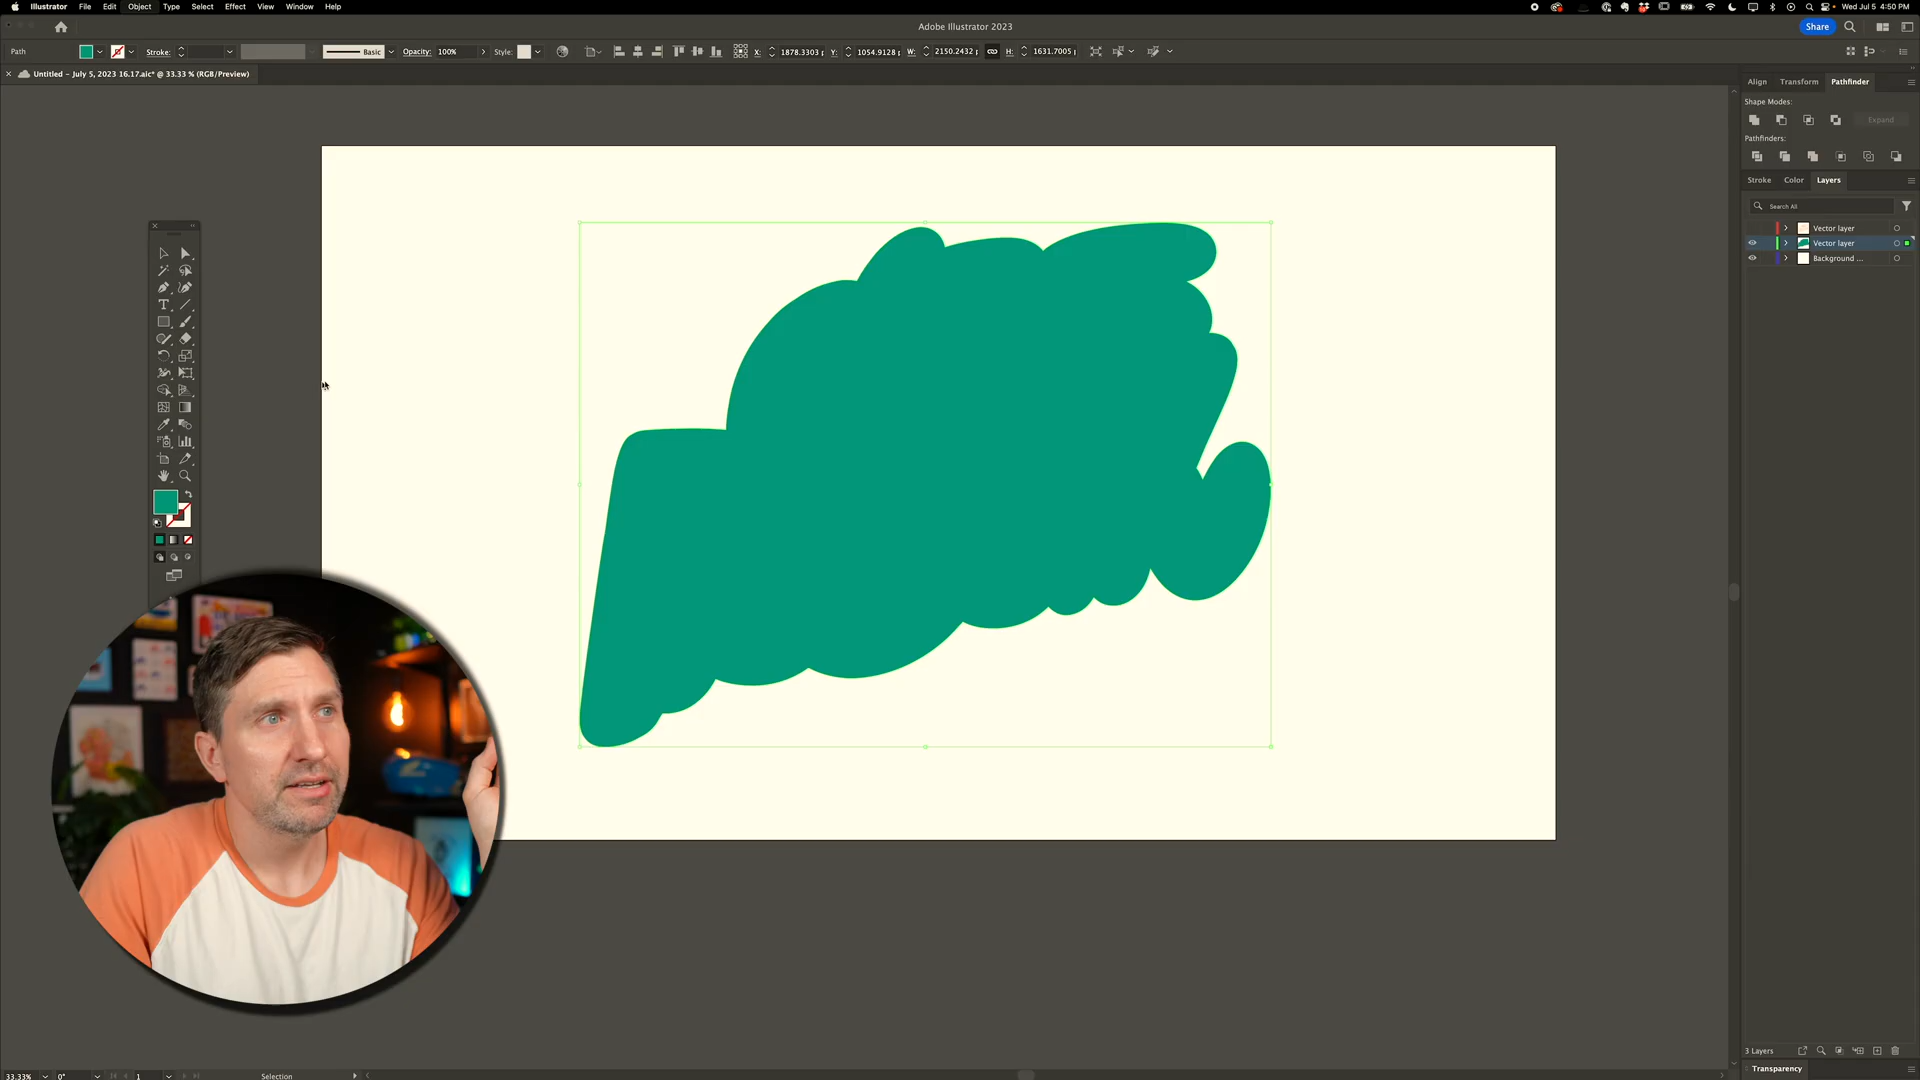 Illustrator File Edit Object Type Select Effect View Window Help
Wed Jul 5 4:50 PM
Adobe Illustrator 2023
Share
Path Stroke: Basic Opacity: 100% Style: X: 1878.3303 Y: 1054.9128 W: 2150.2432 H: 1631.7005
Untitled – July 5, 2023 16.17.aic* @ 33.33 % (RGB/Preview)
Align Transform Pathfinder
Shape Modes:
Expand
Pathfinders:
Stroke Color Layers
Search All
Vector layer
Vector layer
Background ...
3 Layers
Transparency
33.33% 0° 1 Selection